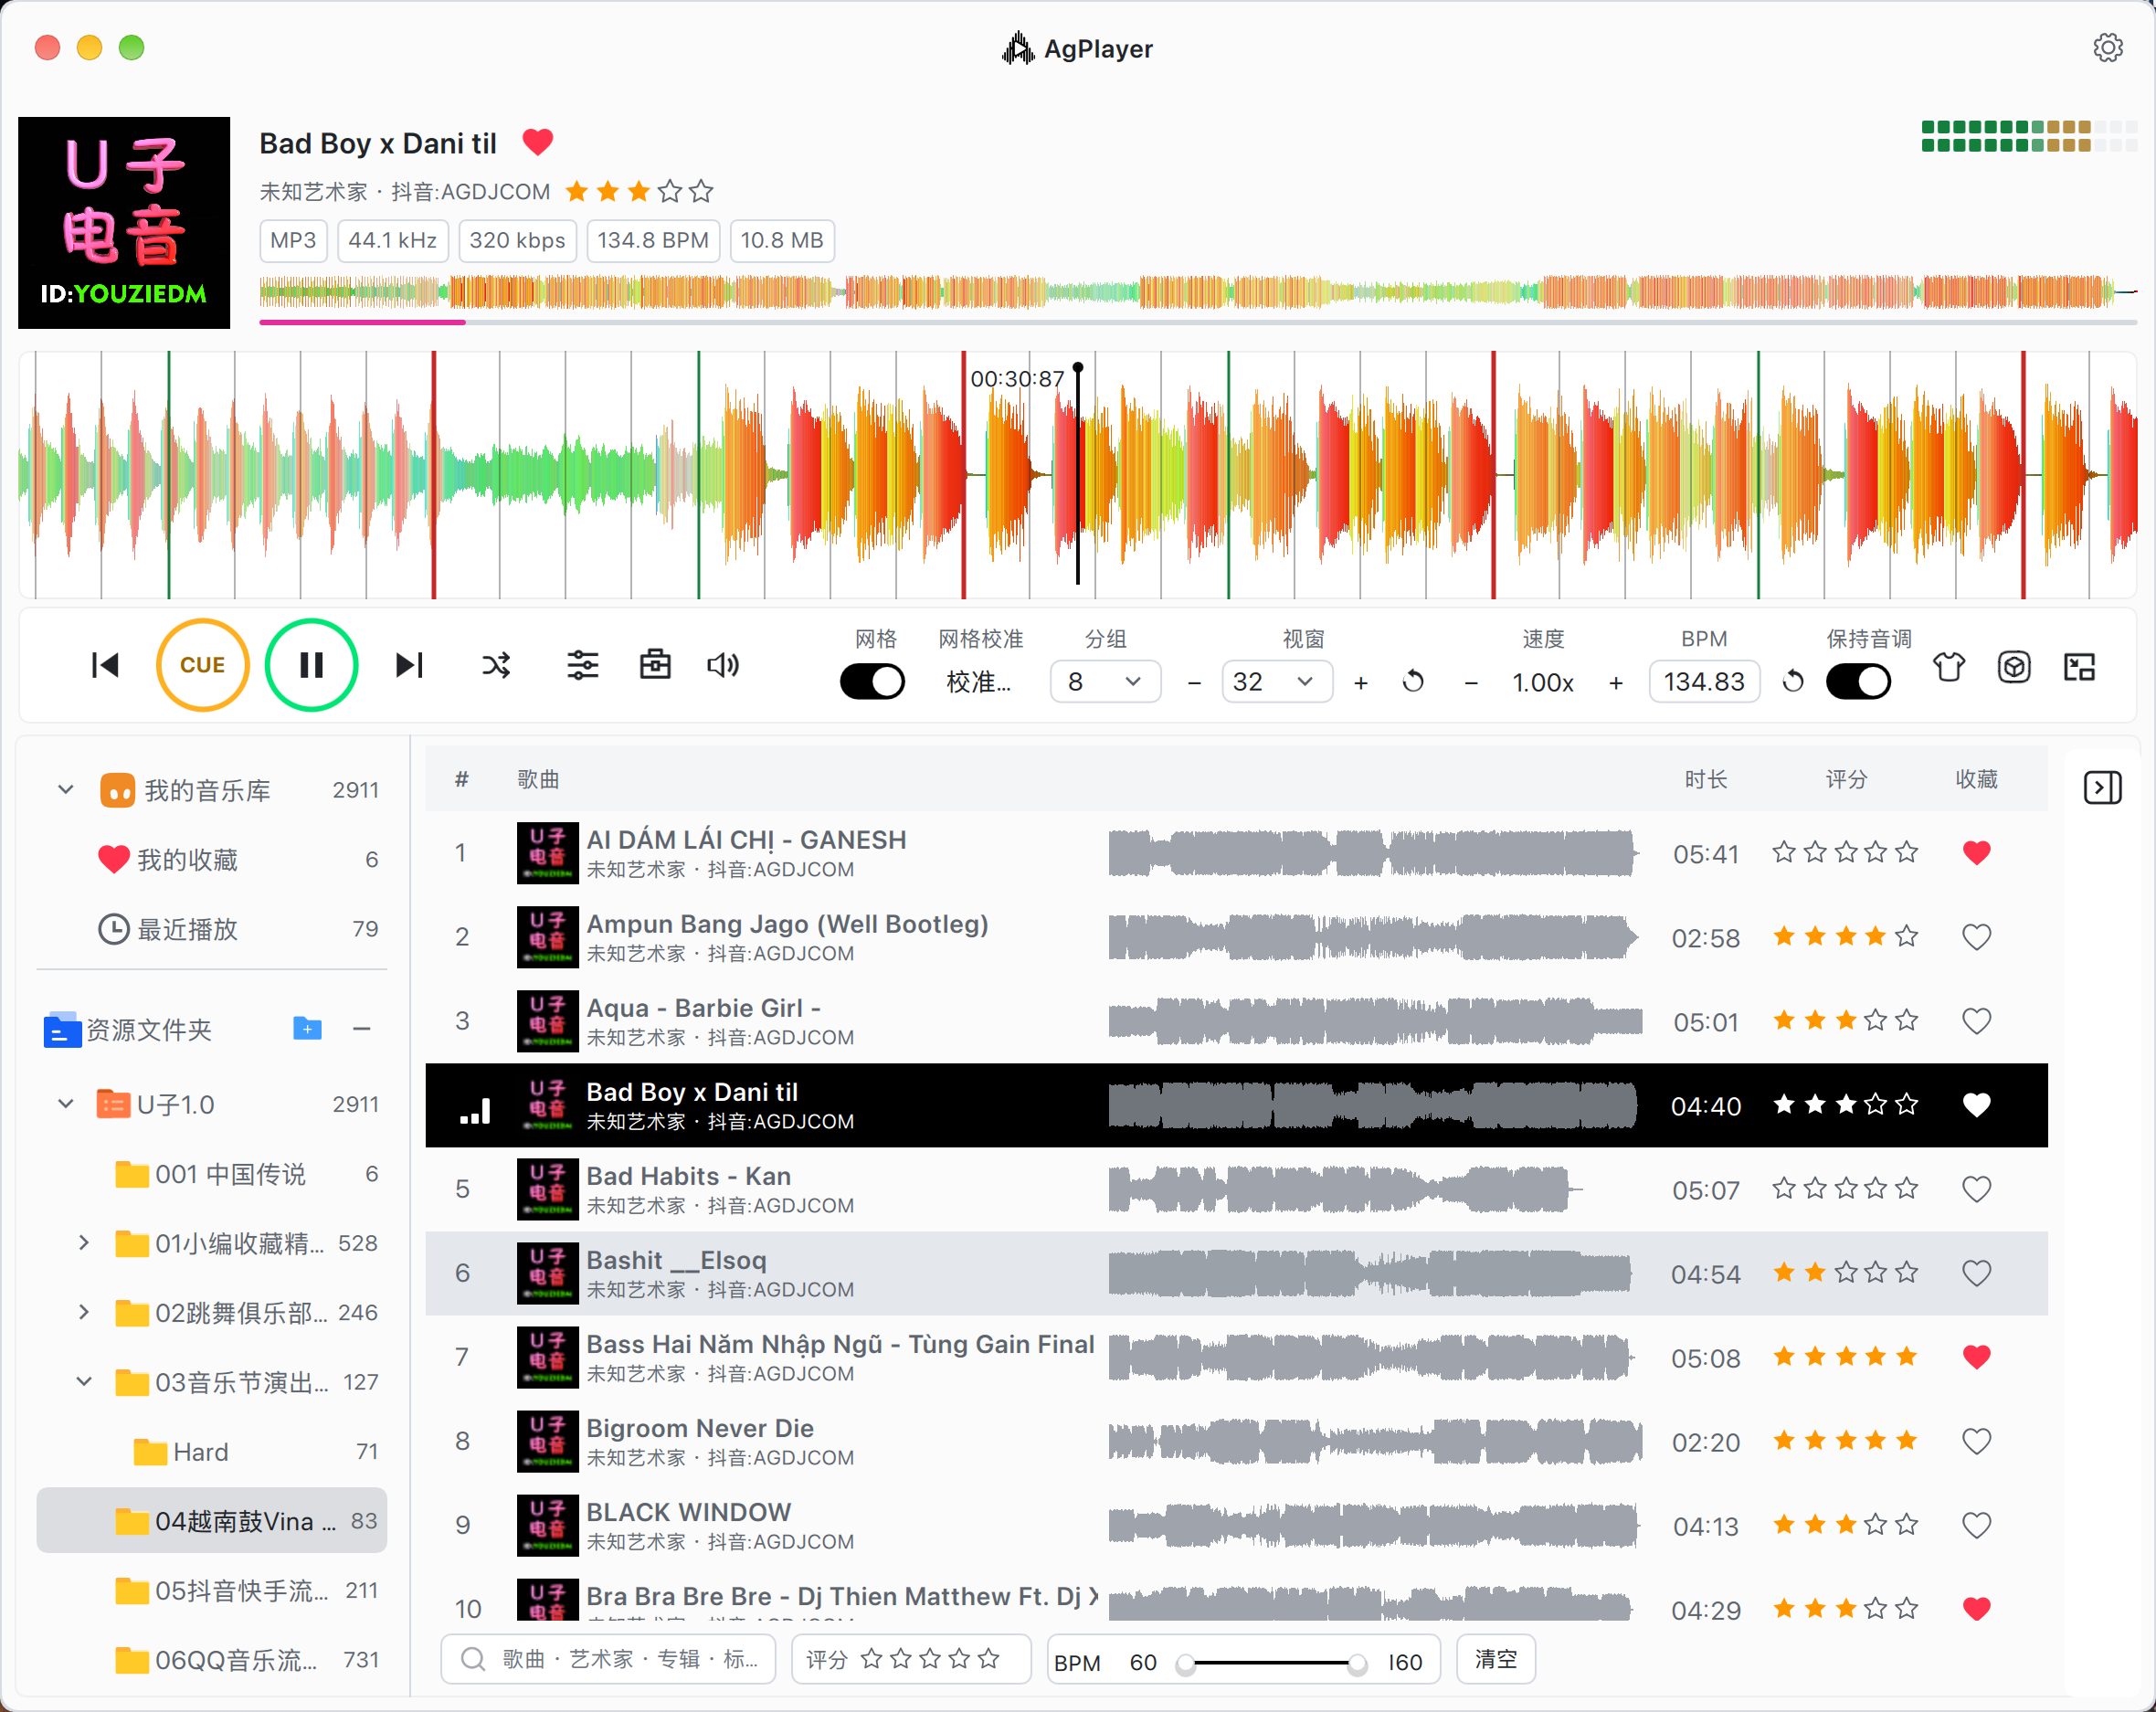 AgPlayer
U子
电音
ID:YOUZIEDM
Bad Boy x Dani til
未知艺术家 · 抖音:AGDJCOM
MP3 44.1 kHz 320 kbps 134.8 BPM 10.8 MB
00:30:87
网格 网格校准 分组 视窗 速度 BPM 保持音调
CUE 校准... 8 − 32 + − 1.00x + 134.83
我的音乐库 2911
我的收藏 6
最近播放 79
资源文件夹
U子1.0 2911
001 中国传说 6
01小编收藏精... 528
02跳舞俱乐部... 246
03音乐节演出... 127
Hard 71
04越南鼓Vina ... 83
05抖音快手流... 211
06QQ音乐流... 731
# 歌曲 时长 评分 收藏
1 AI DÁM LÁI CHỊ - GANESH 05:41
未知艺术家 · 抖音:AGDJCOM
2 Ampun Bang Jago (Well Bootleg) 02:58
未知艺术家 · 抖音:AGDJCOM
3 Aqua - Barbie Girl - 05:01
未知艺术家 · 抖音:AGDJCOM
Bad Boy x Dani til 04:40
未知艺术家 · 抖音:AGDJCOM
5 Bad Habits - Kan 05:07
未知艺术家 · 抖音:AGDJCOM
6 Bashit __Elsoq 04:54
未知艺术家 · 抖音:AGDJCOM
7 Bass Hai Năm Nhập Ngũ - Tùng Gain Final 05:08
未知艺术家 · 抖音:AGDJCOM
8 Bigroom Never Die 02:20
未知艺术家 · 抖音:AGDJCOM
9 BLACK WINDOW 04:13
未知艺术家 · 抖音:AGDJCOM
10 Bra Bra Bre Bre - Dj Thien Matthew Ft. Dj 04:29
歌曲 · 艺术家 · 专辑 · 标... 评分 BPM 60 160 清空